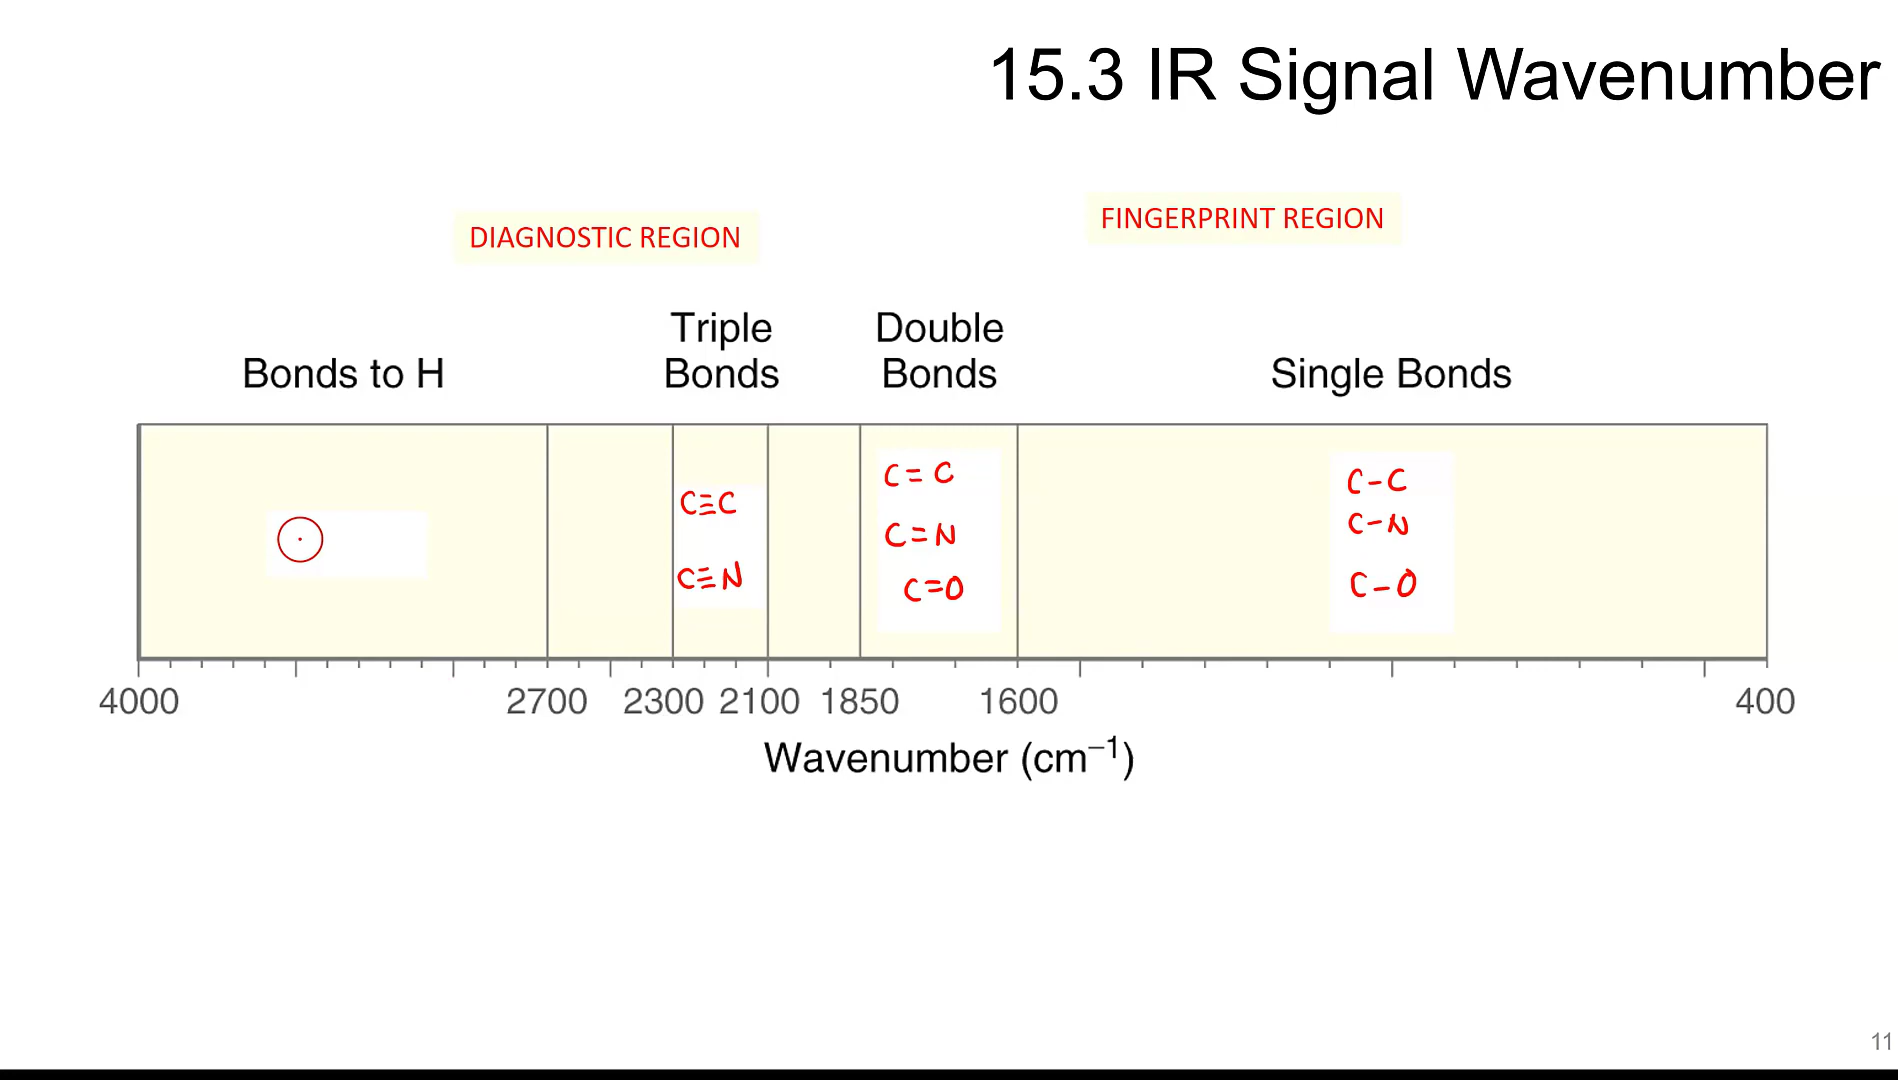 15.3 IR Signal Wavenumber
DIAGNOSTIC REGION
FINGERPRINT REGION
Bonds to H
Triple
Bonds
Double
Bonds
Single Bonds
C≡C
C≡N
C=C
C=N
C=O
C-C
C-N
C-O
4000 2700 2300 2100 1850 1600 400
Wavenumber (cm⁻¹)
11